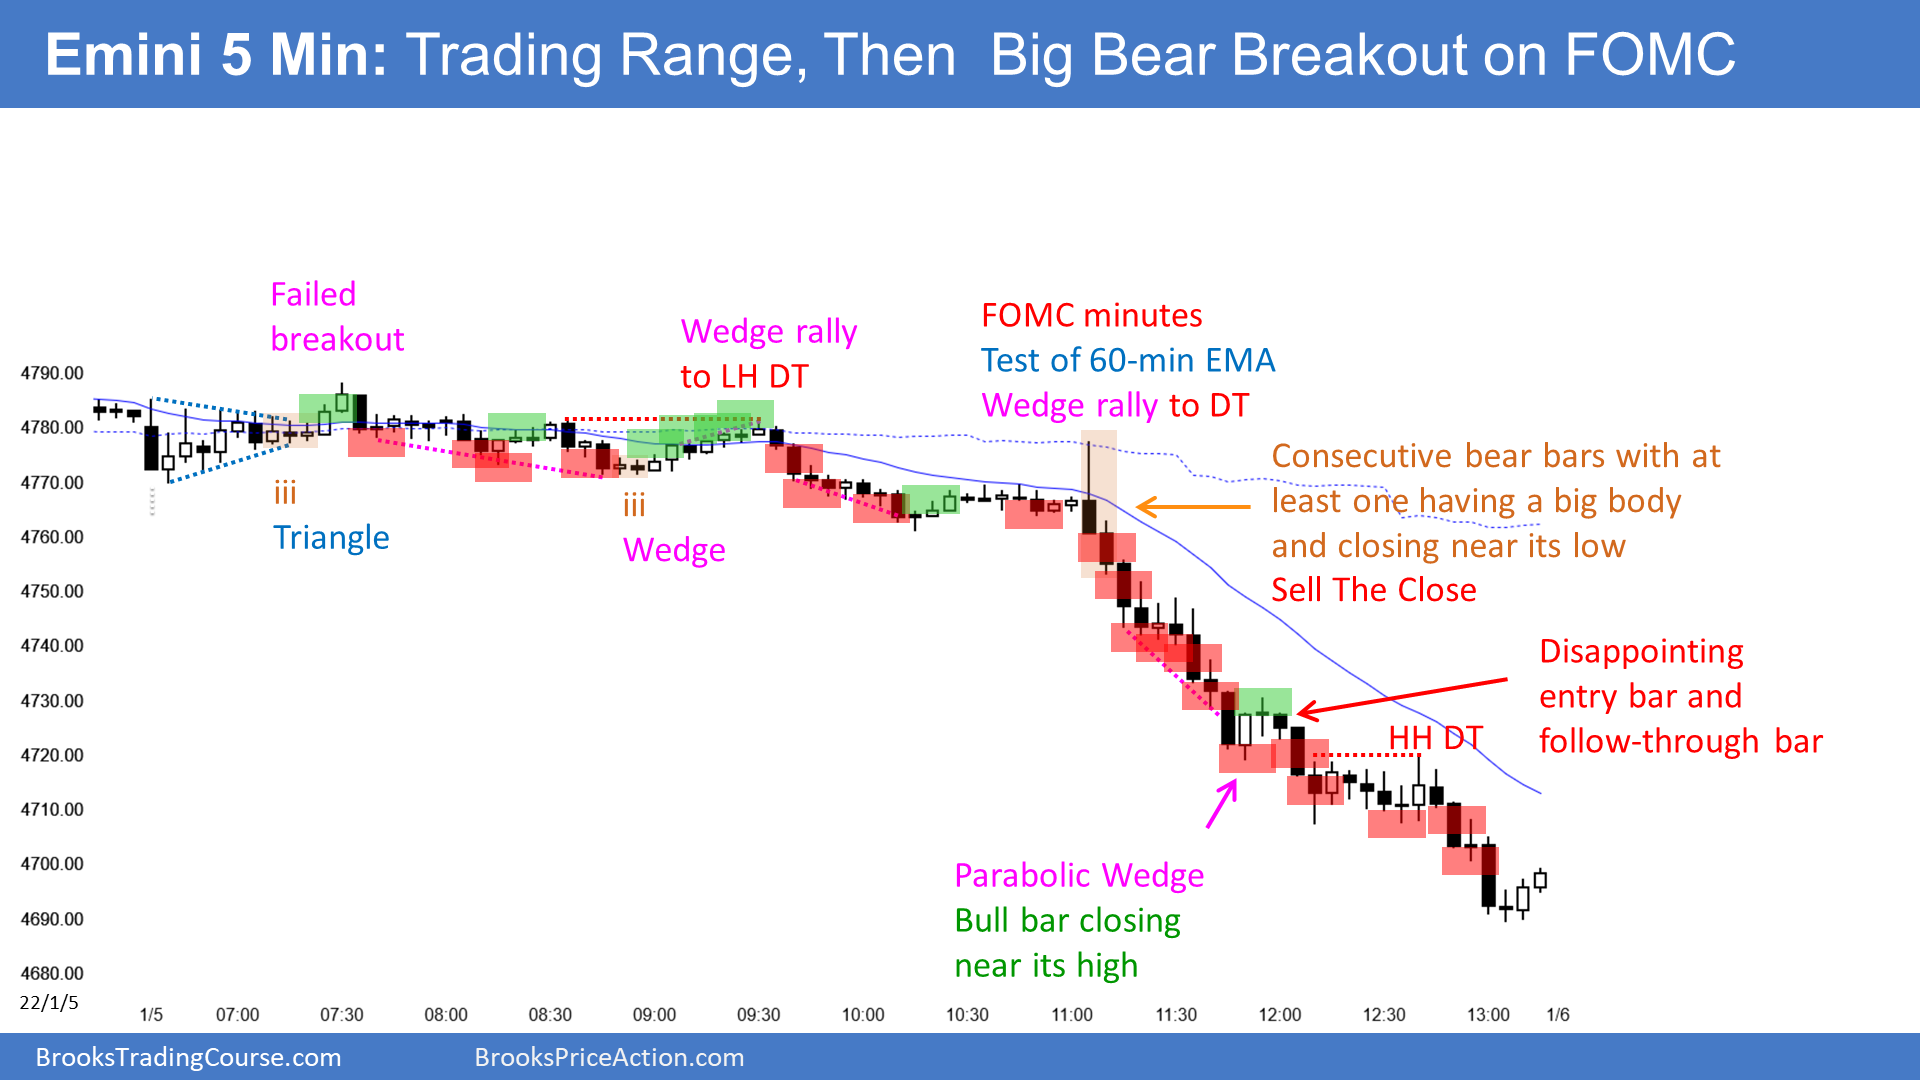 Emini 5 Min: Trading Range, Then Big Bear Breakout on FOMC
Failed
breakout
Wedge rally
to LH DT
FOMC minutes
Test of 60-min EMA
Wedge rally to DT
Consecutive bear bars with at
least one having a big body
and closing near its low
Sell The Close
iii
Triangle
iii
Wedge
Disappointing
entry bar and
follow-through bar
HH DT
Parabolic Wedge
Bull bar closing
near its high
4790.00
4780.00
4770.00
4760.00
4750.00
4740.00
4730.00
4720.00
4710.00
4700.00
4690.00
4680.00
22/1/5
1/5 07:00 07:30 08:00 08:30 09:00 09:30 10:00 10:30 11:00 11:30 12:00 12:30 13:00 1/6
BrooksTradingCourse.com BrooksPriceAction.com